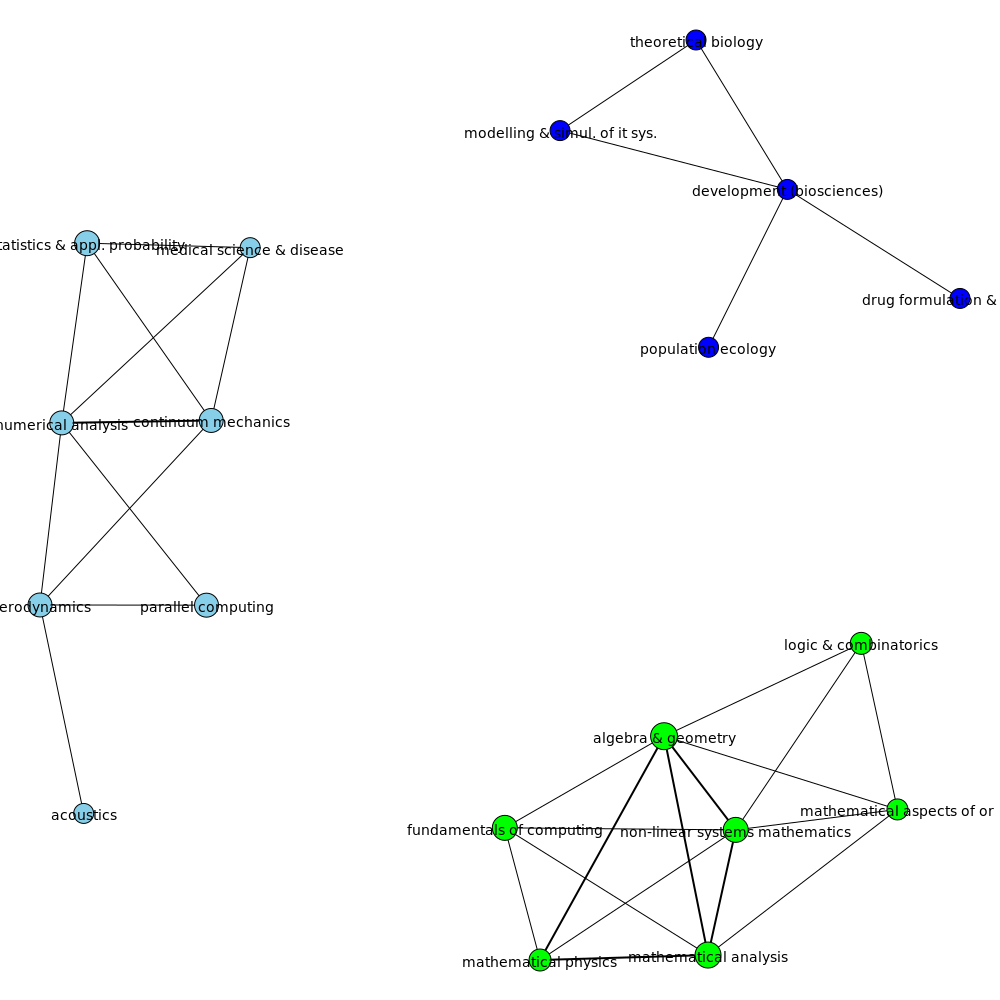 theoretical biology
modelling & simul. of it sys.
development (biosciences)
tatistics & appl. probability
medical science & disease
drug formulation &
population ecology
numerical analysis
continuum mechanics
erodynamics
parallel computing
logic & combinatorics
algebra & geometry
mathematical aspects of or
acoustics
fundamentals of computing
non-linear systems mathematics
mathematical physics
mathematical analysis